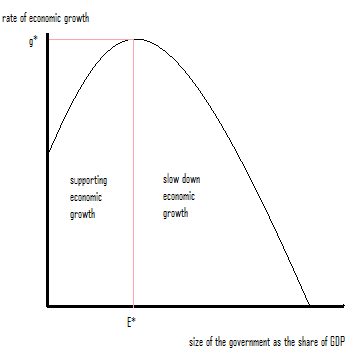 rate of economic growth
g*
supporting
economic
growth
slow down
economic
growth
E*
size of the government as the share of GDP